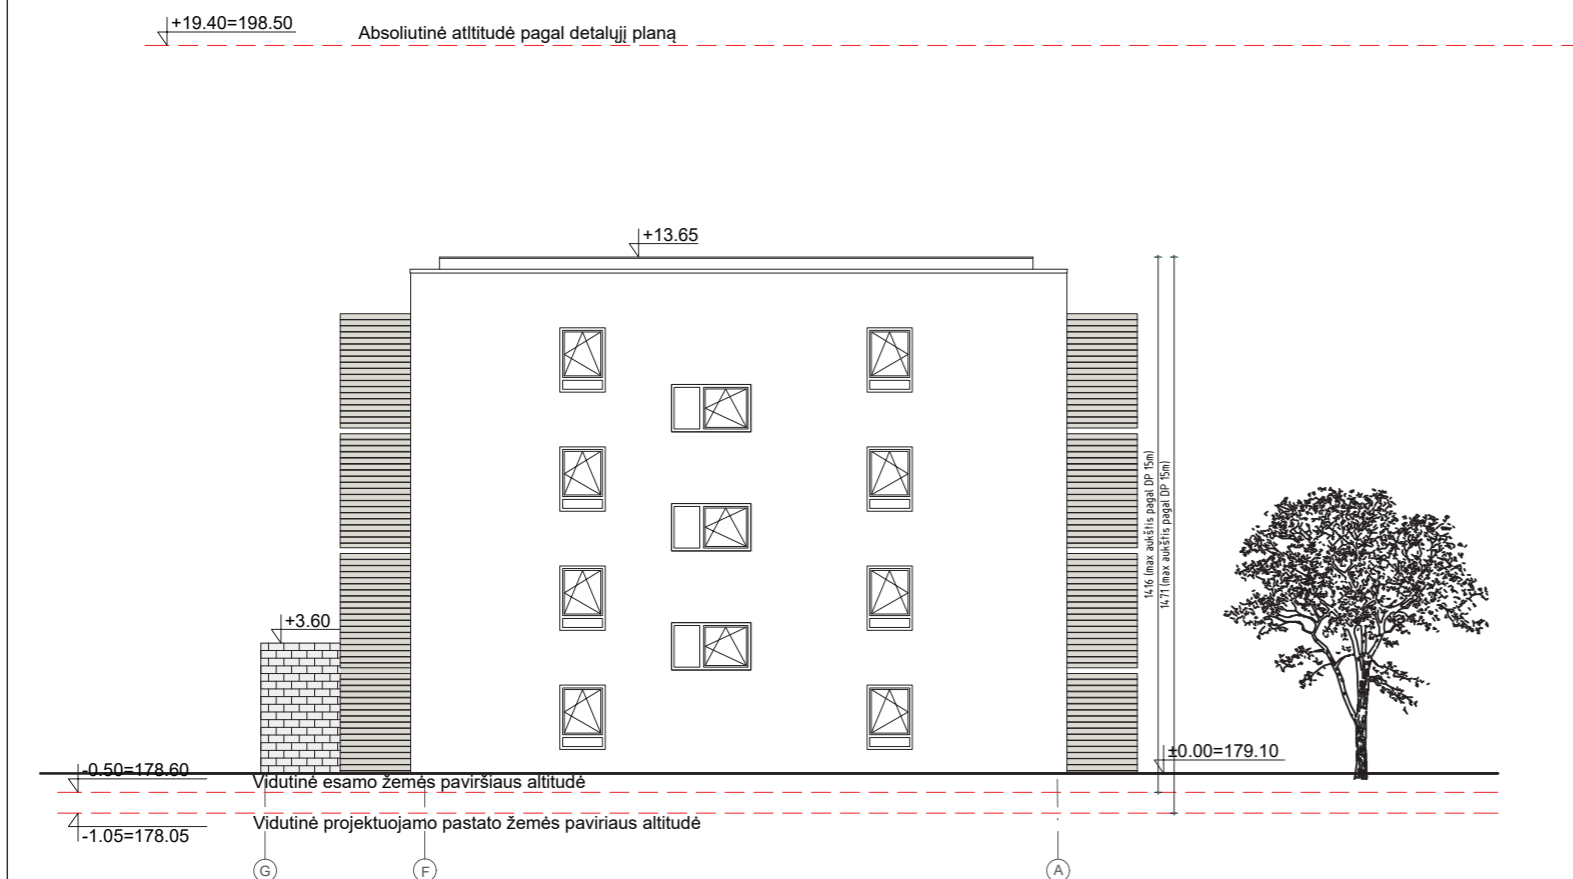 +19.40=198.50
Absoliutinė atltitudė pagal detalųjį planą
+13.65
1416 (max aukštis pagal DP 15m)
1471 (max aukštis pagal DP 15m)
+3.60
±0.00=179.10
-0.50=178.60
Vidutinė esamo žemės paviršiaus altitudė
Vidutinė projektuojamo pastato žemės paviriaus altitudė
-1.05=178.05
G
F
A